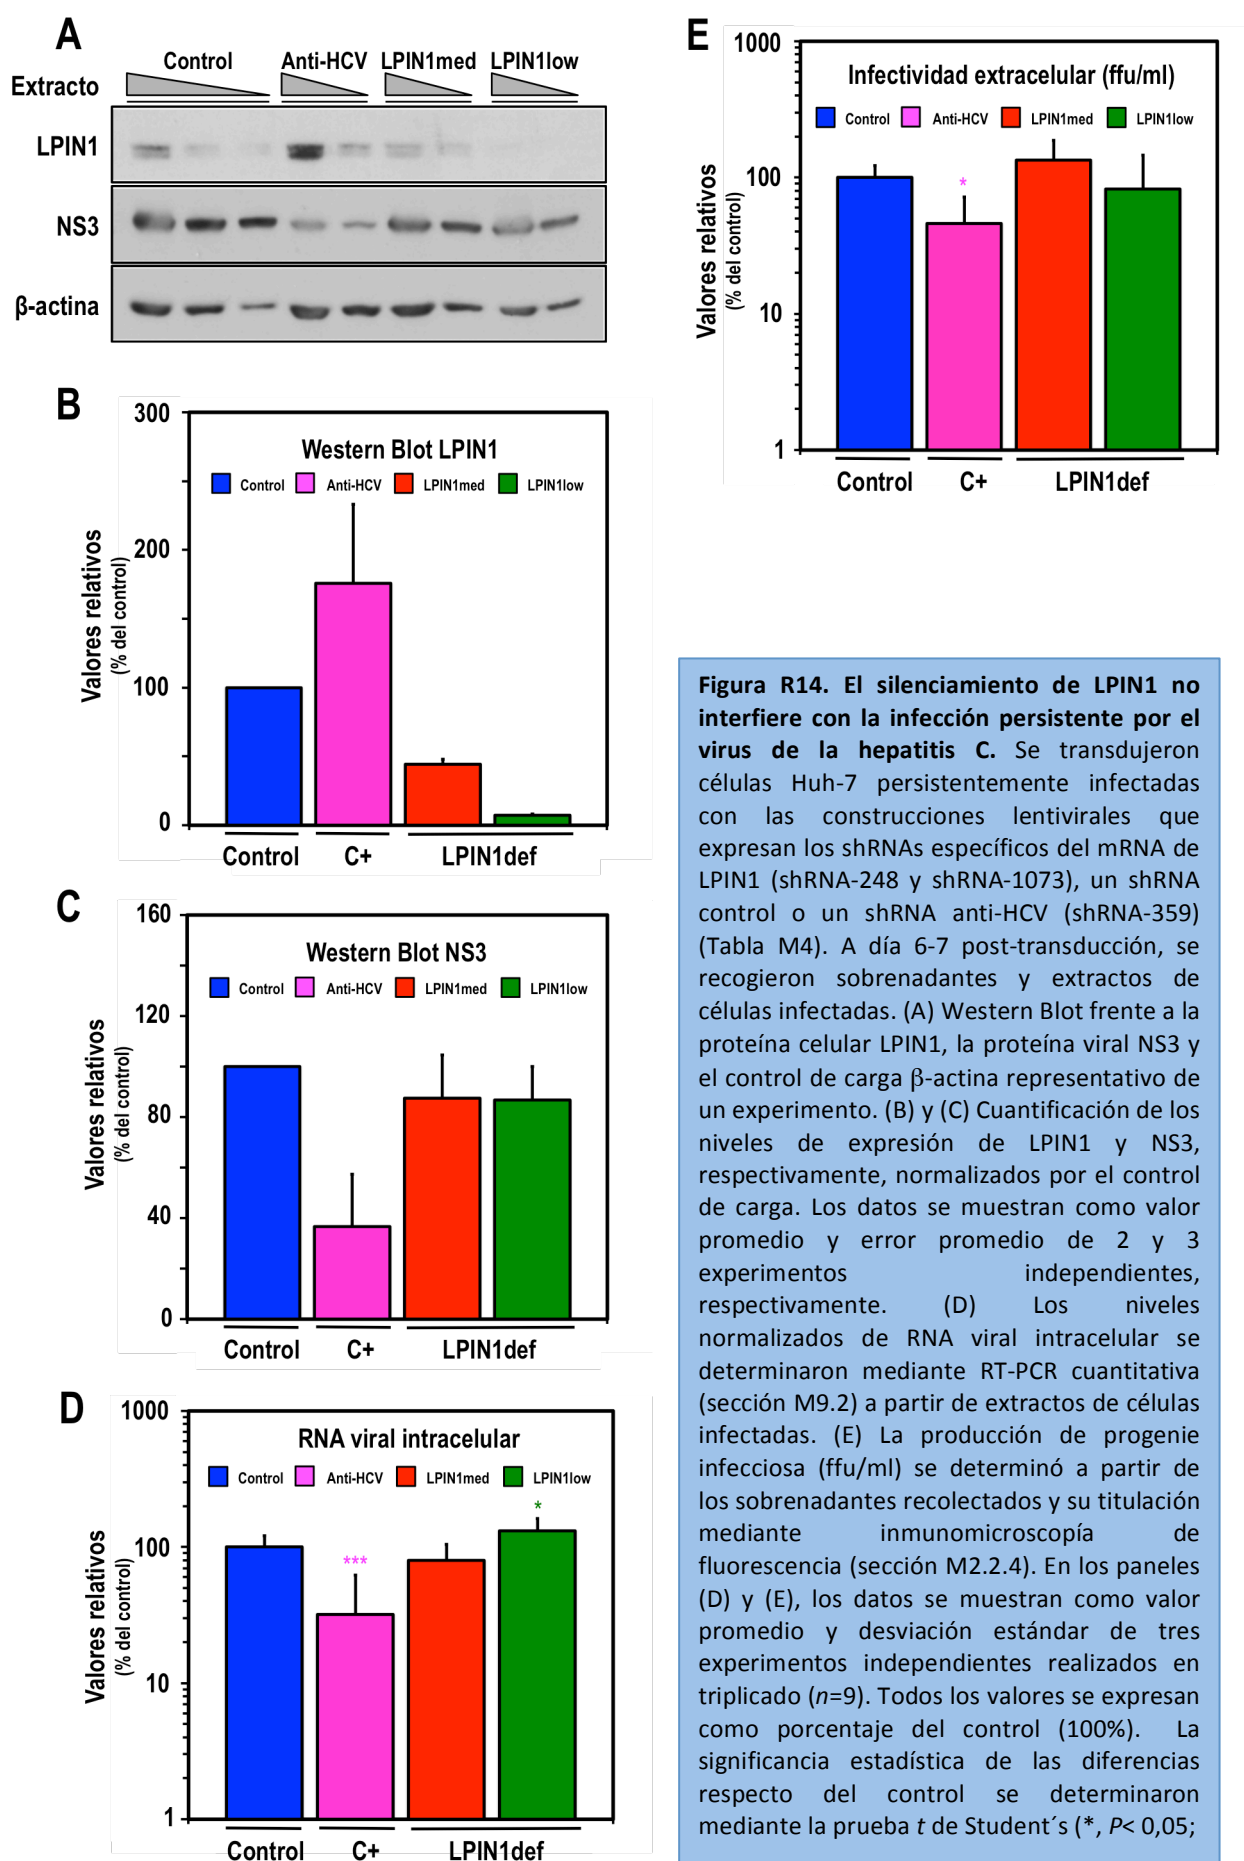 A
Control Anti-HCV LPIN1med LPIN1low
Extracto
LPIN1
NS3
β-actina
B
300
200
100
0
Valores relativos
(% del control)
Western Blot LPIN1
Control Anti-HCV LPIN1med LPIN1low
Control C+ LPIN1def
C
160
120
80
40
0
Valores relativos
(% del control)
Western Blot NS3
Control Anti-HCV LPIN1med LPIN1low
Control C+ LPIN1def
D
1000
100
10
1
Valores relativos
(% del control)
RNA viral intracelular
Control Anti-HCV LPIN1med LPIN1low
***
*
Control C+ LPIN1def
E
1000
100
10
1
Valores relativos
(% del control)
Infectividad extracelular (ffu/ml)
Control Anti-HCV LPIN1med LPIN1low
*
Control C+ LPIN1def
Figura R14. El silenciamiento de LPIN1 no
interfiere con la infección persistente por el
virus de la hepatitis C. Se transdujeron
células Huh-7 persistentemente infectadas
con las construcciones lentivirales que
expresan los shRNAs específicos del mRNA de
LPIN1 (shRNA-248 y shRNA-1073), un shRNA
control o un shRNA anti-HCV (shRNA-359)
(Tabla M4). A día 6-7 post-transducción, se
recogieron sobrenadantes y extractos de
células infectadas. (A) Western Blot frente a la
proteína celular LPIN1, la proteína viral NS3 y
el control de carga β-actina representativo de
un experimento. (B) y (C) Cuantificación de los
niveles de expresión de LPIN1 y NS3,
respectivamente, normalizados por el control
de carga. Los datos se muestran como valor
promedio y error promedio de 2 y 3
experimentos independientes,
respectivamente. (D) Los niveles
normalizados de RNA viral intracelular se
determinaron mediante RT-PCR cuantitativa
(sección M9.2) a partir de extractos de células
infectadas. (E) La producción de progenie
infecciosa (ffu/ml) se determinó a partir de
los sobrenadantes recolectados y su titulación
mediante inmunomicroscopía de
fluorescencia (sección M2.2.4). En los paneles
(D) y (E), los datos se muestran como valor
promedio y desviación estándar de tres
experimentos independientes realizados en
triplicado (n=9). Todos los valores se expresan
como porcentaje del control (100%). La
significancia estadística de las diferencias
respecto del control se determinaron
mediante la prueba t de Student´s (*, P< 0,05;